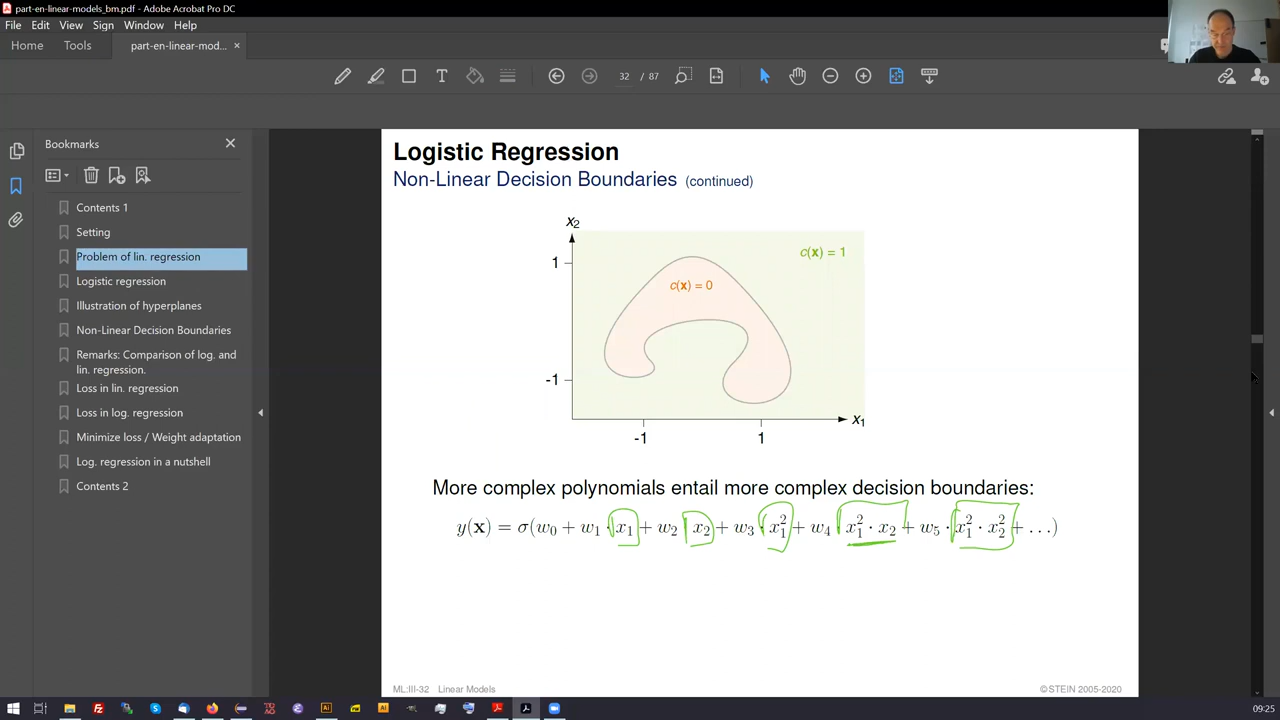 part-en-linear-models_bm.pdf - Adobe Acrobat Pro DC
File Edit View Sign Window Help
Home Tools part-en-linear-mod... ×
32 / 87
Bookmarks
Contents 1
Setting
Problem of lin. regression
Logistic regression
Illustration of hyperplanes
Non-Linear Decision Boundaries
Remarks: Comparison of log. and
lin. regression.
Loss in lin. regression
Loss in log. regression
Minimize loss / Weight adaptation
Log. regression in a nutshell
Contents 2
Logistic Regression
Non-Linear Decision Boundaries (continued)
x₂
c(x) = 1
1
c(x) = 0
-1
x₁
-1 1
More complex polynomials entail more complex decision boundaries:
y(x) = σ(w₀ + w₁ · x₁ + w₂ · x₂ + w₃ · x₁² + w₄ · x₁² · x₂ + w₅ · x₁² · x₂² + …)
ML:III-32 Linear Models ©STEIN 2005-2020
09:25